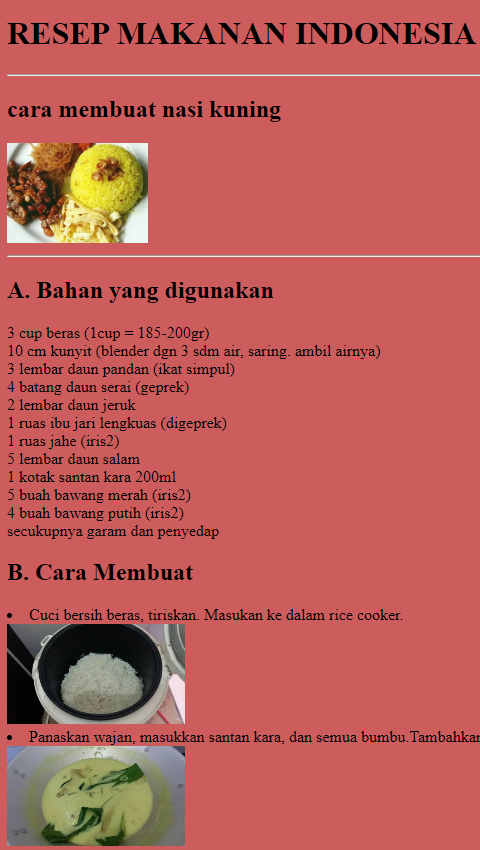 RESEP MAKANAN INDONESIA
cara membuat nasi kuning
A. Bahan yang digunakan
3 cup beras (1cup = 185-200gr)
10 cm kunyit (blender dgn 3 sdm air, saring. ambil airnya)
3 lembar daun pandan (ikat simpul)
4 batang daun serai (geprek)
2 lembar daun jeruk
1 ruas ibu jari lengkuas (digeprek)
1 ruas jahe (iris2)
5 lembar daun salam
1 kotak santan kara 200ml
5 buah bawang merah (iris2)
4 buah bawang putih (iris2)
secukupnya garam dan penyedap
B. Cara Membuat
• Cuci bersih beras, tiriskan. Masukan ke dalam rice cooker.
• Panaskan wajan, masukkan santan kara, dan semua bumbu.Tambahkan